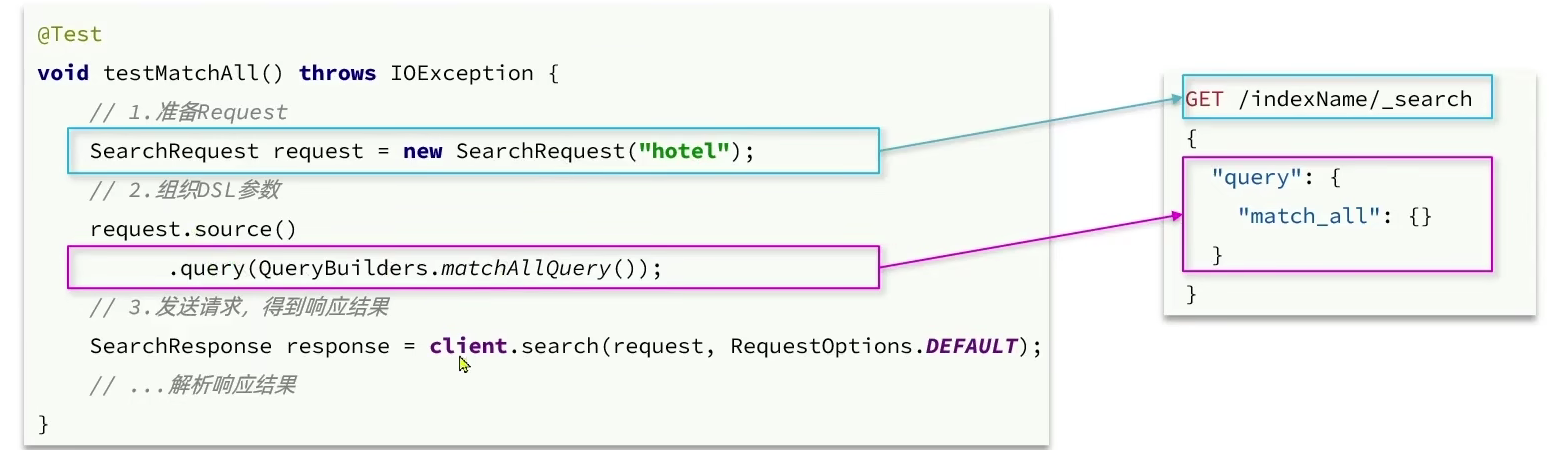 @Test
void testMatchAll() throws IOException {
// 1.准备Request
SearchRequest request = new SearchRequest("hotel");
// 2.组织DSL参数
request.source()
.query(QueryBuilders.matchAllQuery());
// 3.发送请求，得到响应结果
SearchResponse response = client.search(request, RequestOptions.DEFAULT);
// ...解析响应结果
}
GET /indexName/_search
{
"query": {
"match_all": {}
}
}